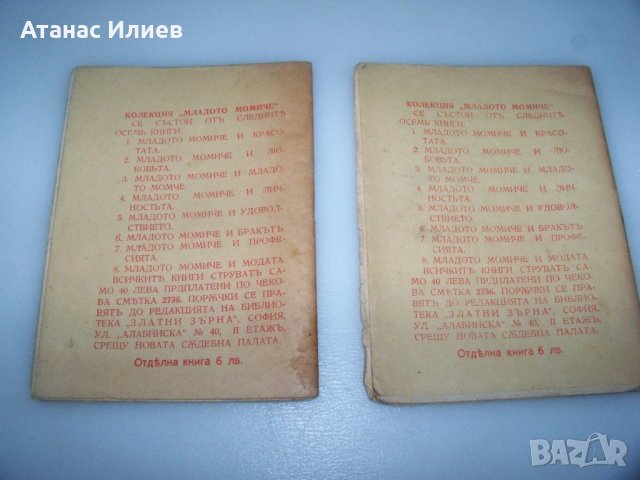 Атанас Илиев
КОЛЕКЦИЯ „МЛАДОТО МОМИЧЕ“
СЕ СЪСТОИ ОТЪ СЛЕДНИТѢ
ОСЕМЬ КНИГИ:
1. МЛАДОТО МОМИЧЕ И КРАСО-
ТАТА.
2. МЛАДОТО МОМИЧЕ И ЛЮ-
БОВЬТА.
3. МЛАДОТО МОМИЧЕ И МЛАДО-
ТО МОМЧЕ.
4. МЛАДОТО МОМИЧЕ И ЛИЧ-
НОСТЬТА.
5. МЛАДОТО МОМИЧЕ И УДОВОЛ-
СТВИЕТО.
6. МЛАДОТО МОМИЧЕ И БРАКЪТЪ
7. МЛАДОТО МОМИЧЕ И ПРОФЕ-
СИЯТА.
8. МЛАДОТО МОМИЧЕ И МОДАТА.
ВСИЧКИТѢ КНИГИ СТРУВАТЪ СА-
МО 40 ЛЕВА ПРДПЛАТЕНИ ПО ЧЕКО-
ВА СМѢТКА 2736. ПОРѪЧКИ СЕ ПРА-
ВЯТЪ ДО РЕДАКЦИЯТА НА БИБЛИО-
ТЕКА „ЗЛАТНИ ЗЪРНА“, СОФИЯ,
УЛ. „АЛАБИНСКА“ № 40, II ЕТАЖЪ,
СРЕЩУ НОВАТА СѪДЕБНА ПАЛАТА.
Отдѣлна книга 6 лв.
КОЛЕКЦИЯ „МЛАДОТО МОМИЧЕ“
СЕ СЪСТОИ ОТЪ СЛЕДНИТѢ
ОСЕМЬ КНИГИ:
1. МЛАДОТО МОМИЧЕ И КРАСО-
ТАТА.
2. МЛАДОТО МОМИЧЕ И ЛЮ-
БОВЬТА.
3. МЛАДОТО МОМИЧЕ И МЛАДО-
ТО МОМЧЕ.
4. МЛАДОТО МОМИЧЕ И ЛИЧ-
НОСТЬТА.
5. МЛАДОТО МОМИЧЕ И УДОВОЛ-
СТВИЕТО.
6. МЛАДОТО МОМИЧЕ И БРАКЪТЪ
7. МЛАДОТО МОМИЧЕ И ПРОФЕ-
СИЯТА.
8. МЛАДОТО МОМИЧЕ И МОДАТА.
ВСИЧКИТѢ КНИГИ СТРУВАТЪ СА-
МО 40 ЛЕВА ПРДПЛАТЕНИ ПО ЧЕКО-
ВА СМѢТКА 2736. ПОРѪЧКИ СЕ ПРА-
ВЯТЪ ДО РЕДАКЦИЯТА НА БИБЛИО-
ТЕКА „ЗЛАТНИ ЗЪРНА“, СОФИЯ,
УЛ. „АЛАБИНСКА“ № 40, II ЕТАЖЪ,
СРЕЩУ НОВАТА СѪДЕБНА ПАЛАТА.
Отдѣлна книга 6 лв.
BAZAR